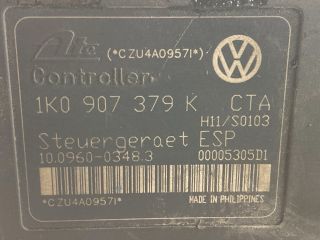 Ate (*CZU4A0957I*)
Controller
1K0 907 379 K CTA
H11/S0103
Steuergeraet ESP
10.0960-0348.3 00005305D1
*CZU4A0957I*
MADE IN PHILIPPINES